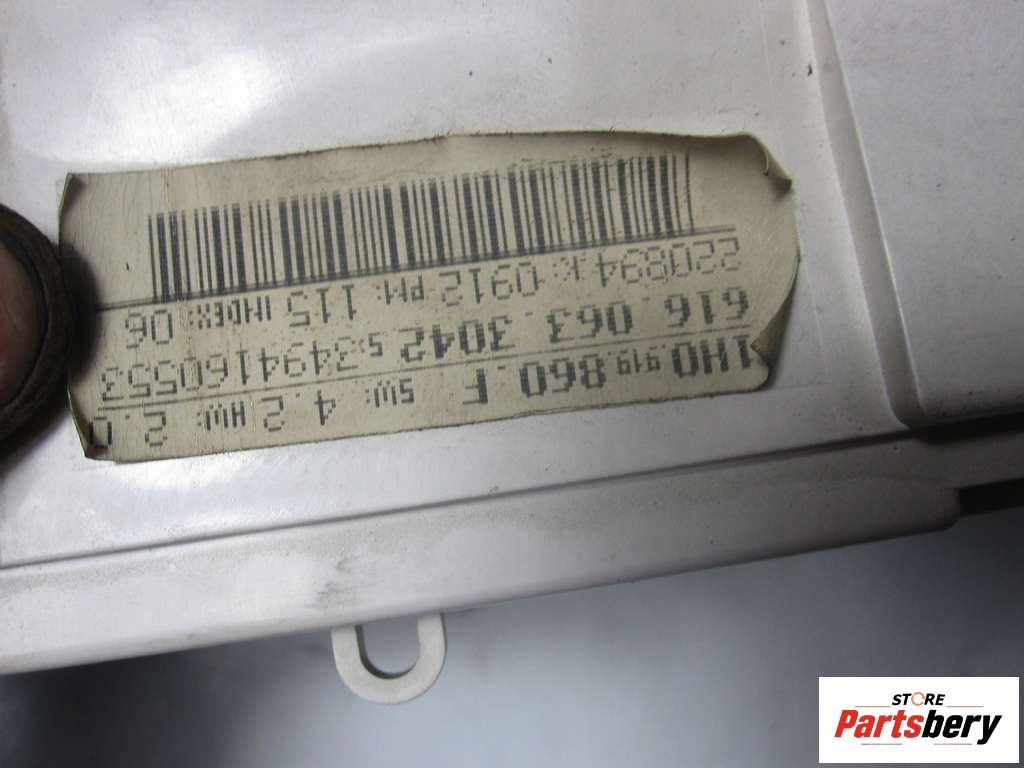 1H0 919 860 F SW: 4.2 HW: 2.0
616 063 3042 S 3494160553
220894 K: 0912 PM: 115 INDEX: 06
STORE
Partsbery